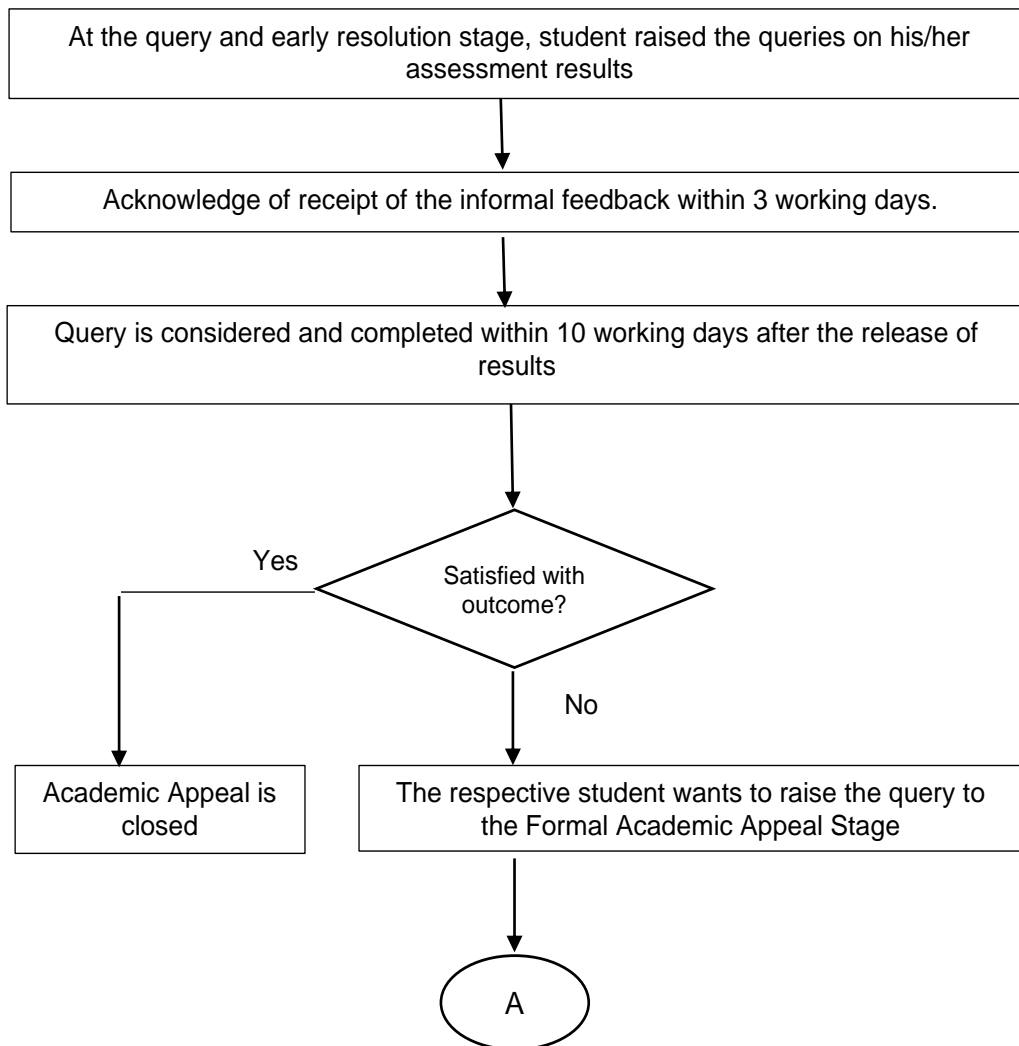 At the query and early resolution stage, student raised the queries on his/her
assessment results
Acknowledge of receipt of the informal feedback within 3 working days.
Query is considered and completed within 10 working days after the release of
results
Satisfied with
outcome?
Yes
No
Academic Appeal is
closed
The respective student wants to raise the query to
the Formal Academic Appeal Stage
A